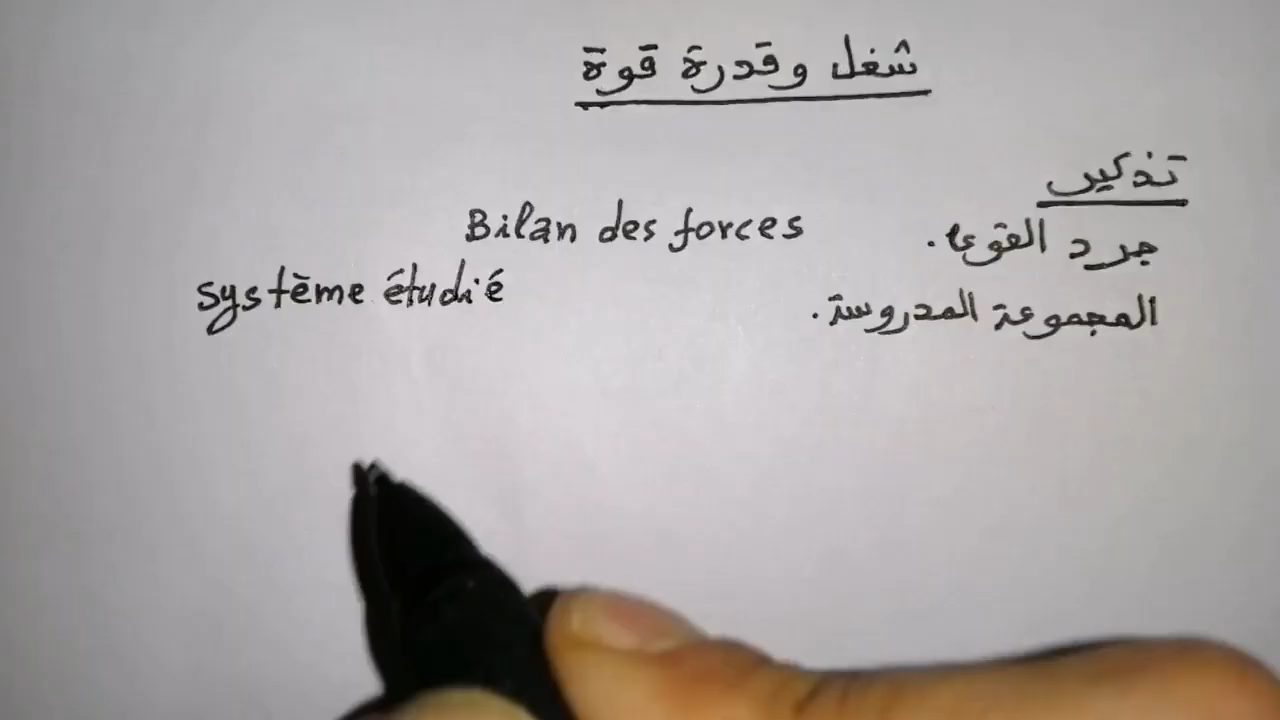 شغل وقدرة قوة
تذكير
جرد القوى. Bilan des forces
المجموعة المدروسة. système étudié